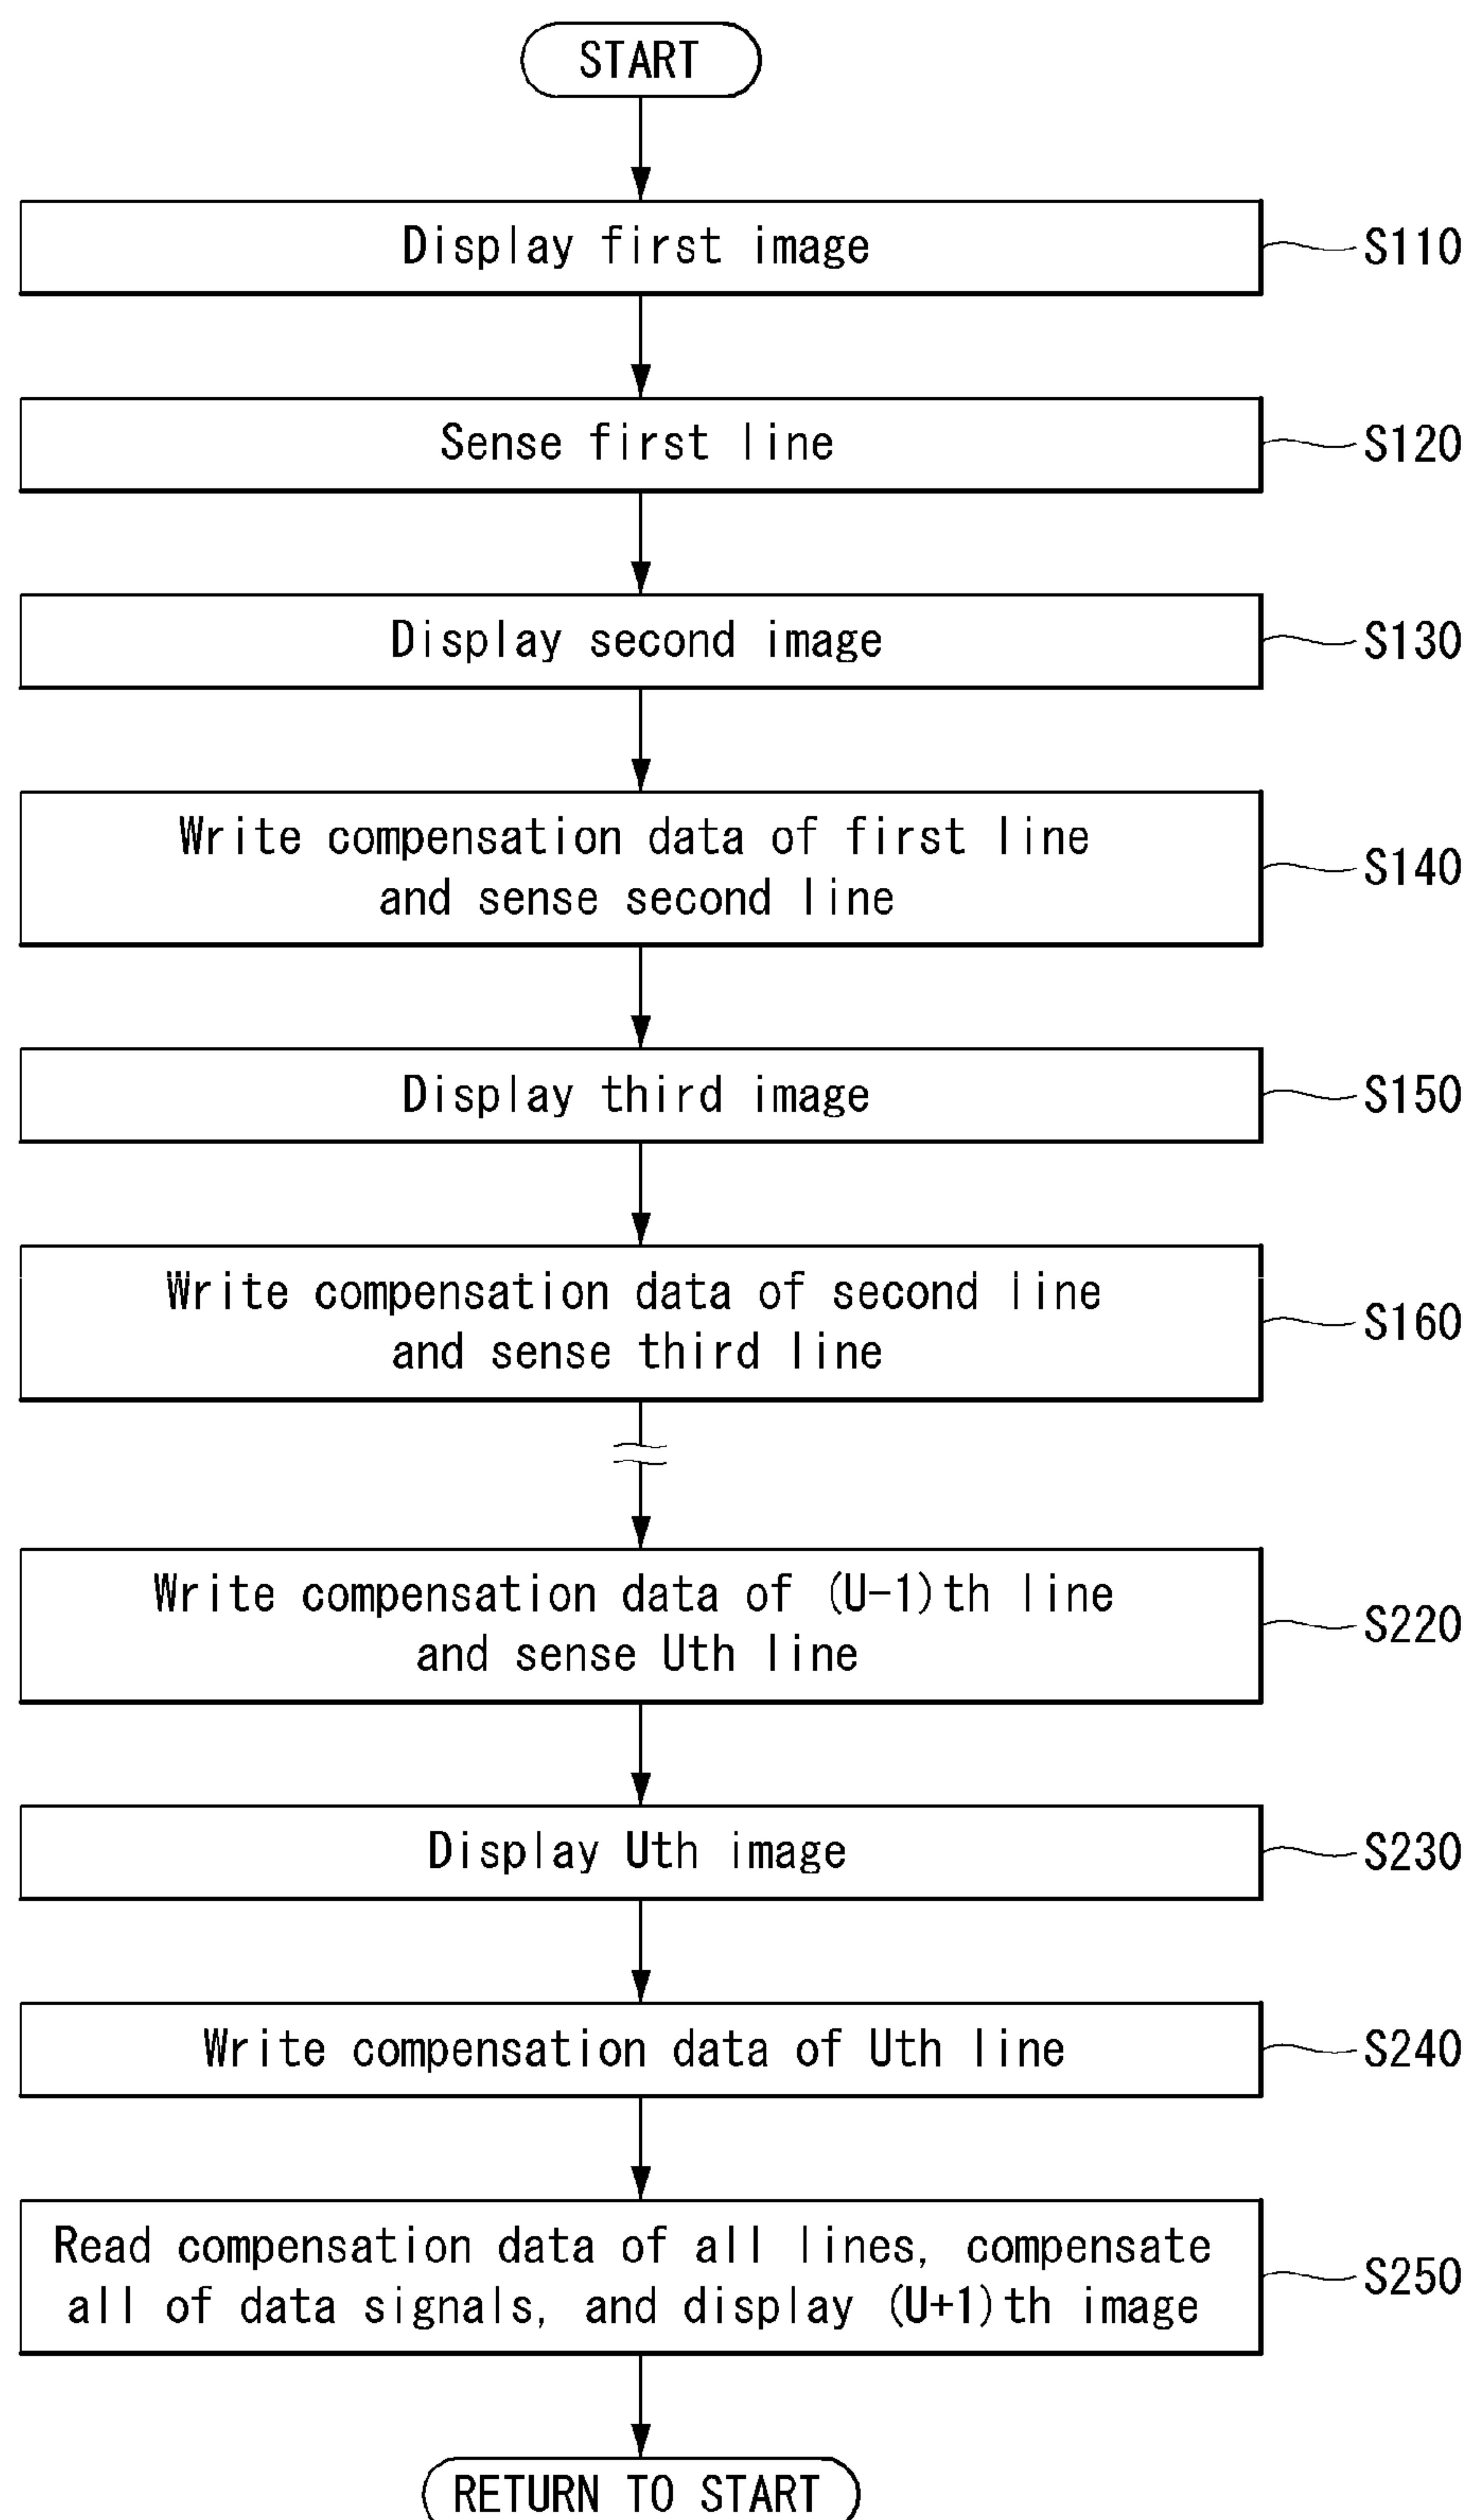 START
Display first image
S110
Sense first line
S120
Display second image
S130
Write compensation data of first line
and sense second line
S140
Display third image
S150
Write compensation data of second line
and sense third line
S160
Write compensation data of (U-1)th line
and sense Uth line
S220
Display Uth image
S230
Write compensation data of Uth line
S240
Read compensation data of all lines, compensate
all of data signals, and display (U+1)th image
S250
RETURN TO START